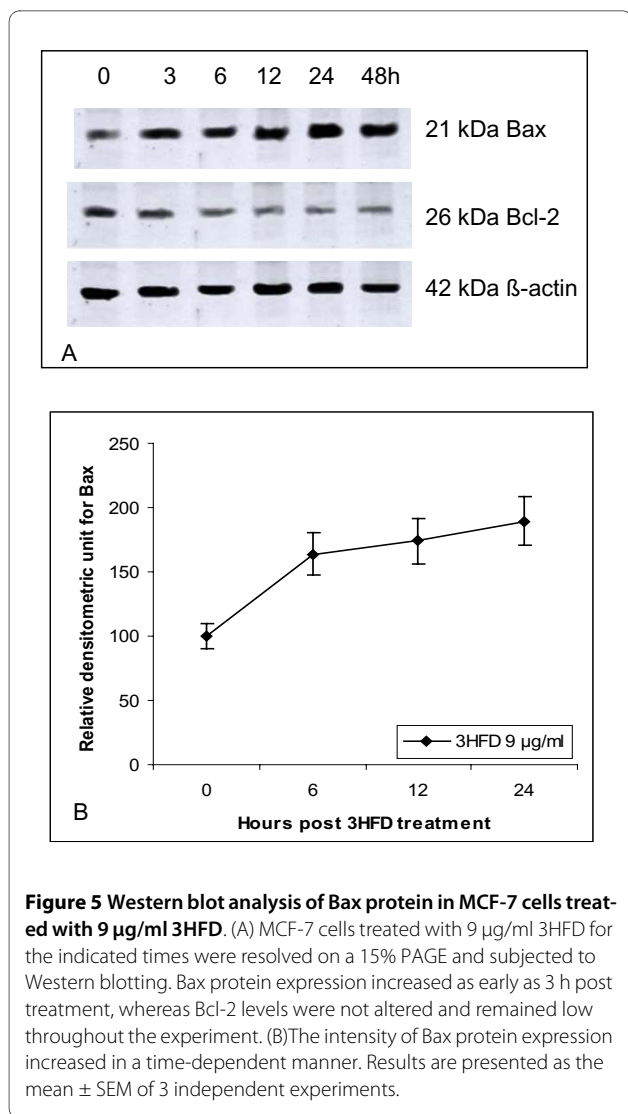 0 3 6 12 24 48h
21 kDa Bax
26 kDa Bcl-2
42 kDa ß-actin
A
250
200
150
100
50
0
Relative densitometric unit for Bax
3HFD 9 µg/ml
0 6 12 24
B
Hours post 3HFD treatment
Figure 5 Western blot analysis of Bax protein in MCF-7 cells treat-
ed with 9 µg/ml 3HFD. (A) MCF-7 cells treated with 9 µg/ml 3HFD for
the indicated times were resolved on a 15% PAGE and subjected to
Western blotting. Bax protein expression increased as early as 3 h post
treatment, whereas Bcl-2 levels were not altered and remained low
throughout the experiment. (B)The intensity of Bax protein expression
increased in a time-dependent manner. Results are presented as the
mean ± SEM of 3 independent experiments.